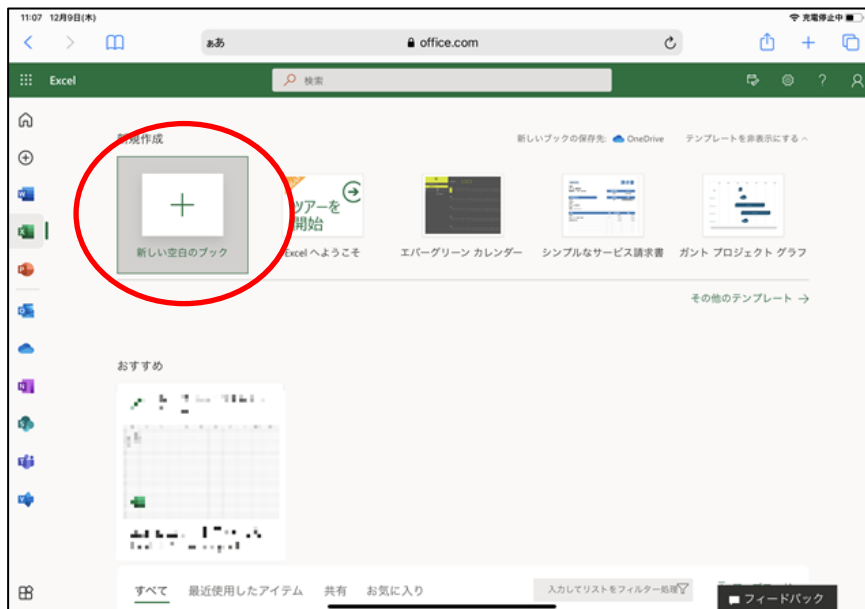 11:07 12月9日(木)
充電停止中
ぁあ
office.com
Excel
検索
新規作成
新しいブックの保存先: OneDrive
テンプレートを非表示にする
ツアーを
開始
新しい空白のブック
Excel へようこそ
エバーグリーン カレンダー
請求書
シンプルなサービス請求書
ガント プロジェクト グラフ
その他のテンプレート →
おすすめ
すべて
最近使用したアイテム
共有
お気に入り
入力してリストをフィルター処理
フィードバック